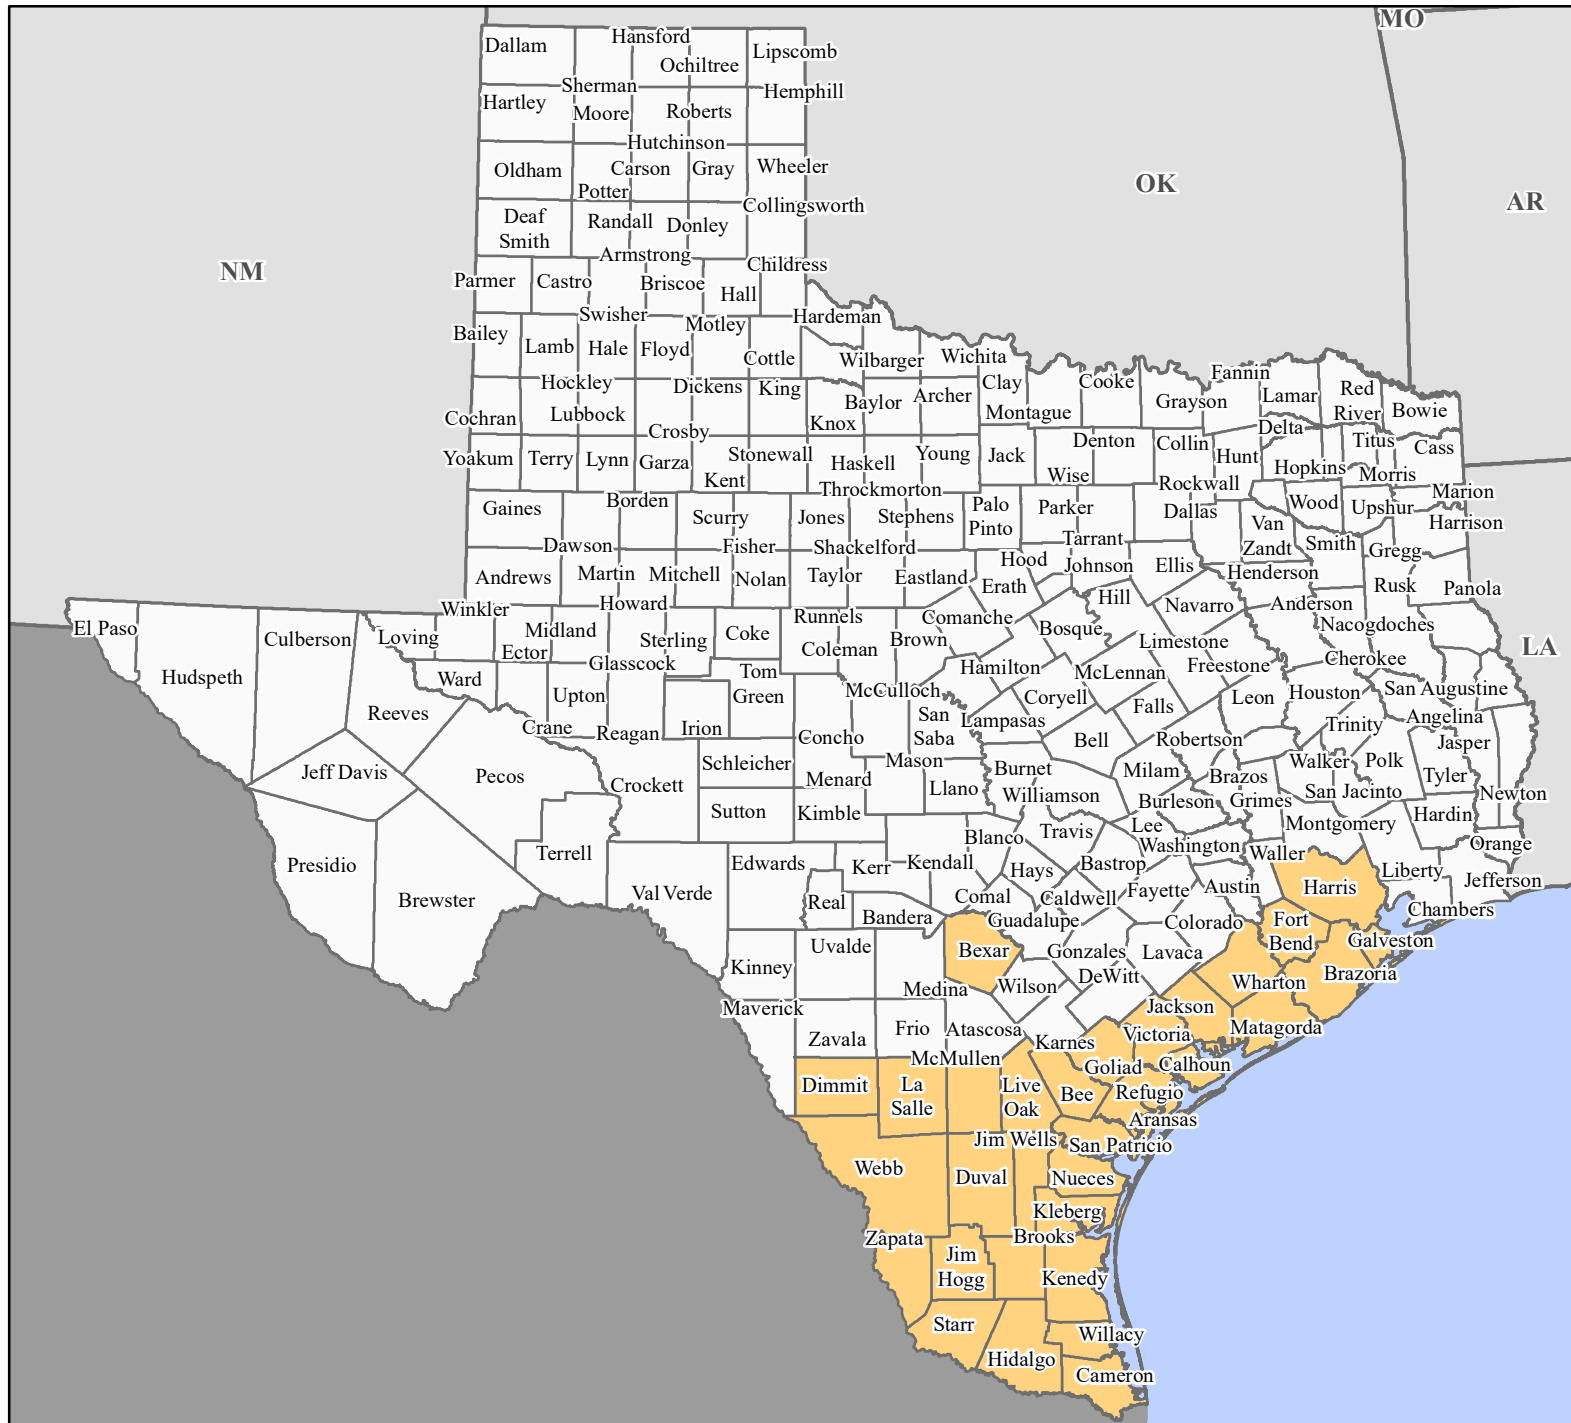 MO
Dallam
Hansford
Lipscomb
Ochiltree
Sherman
Hemphill
Hartley
Moore
Roberts
Hutchinson
Oldham
Carson
Gray
Wheeler
Potter
Collingsworth
OK
AR
Deaf
Smith
Randall
Donley
Armstrong
Childress
NM
Parmer
Castro
Briscoe
Hall
Swisher
Motley
Hardeman
Bailey
Lamb
Hale
Floyd
Cottle
Wilbarger
Wichita
Hockley
Dickens
King
Clay
Cooke
Fannin
Lamar
Red
River
Bowie
Cochran
Lubbock
Knox
Baylor
Archer
Montague
Grayson
Crosby
Delta
Titus
Cass
Yoakum
Terry
Lynn
Garza
Kent
Stonewall
Haskell
Young
Jack
Wise
Denton
Collin
Hunt
Hopkins
Morris
Throckmorton
Rockwall
Marion
Gaines
Borden
Scurry
Jones
Stephens
Palo
Pinto
Parker
Dallas
Wood
Upshur
Harrison
Van
Zandt
Dawson
Fisher
Shackelford
Tarrant
Smith
Gregg
Andrews
Martin
Mitchell
Nolan
Taylor
Eastland
Hood
Erath
Johnson
Ellis
Henderson
Rusk
Panola
Winkler
Howard
Runnels
Comanche
Hill
Navarro
Anderson
Nacogdoches
El Paso
Culberson
Loving
Midland
Ector
Sterling
Coke
Coleman
Brown
Bosque
Limestone
LA
Hudspeth
Ward
Glasscock
Tom
Green
Hamilton
McLennan
Freestone
Cherokee
Reeves
Upton
Irion
McCulloch
Coryell
Falls
Leon
Houston
San Augustine
Crane
Reagan
Concho
San
Saba
Lampasas
Bell
Robertson
Trinity
Angelina
Jasper
Jeff Davis
Pecos
Crockett
Schleicher
Menard
Mason
Burnet
Milam
Brazos
Walker
Polk
Tyler
Newton
Sutton
Kimble
Llano
Williamson
Burleson
Grimes
San Jacinto
Hardin
Presidio
Terrell
Edwards
Kerr
Kendall
Blanco
Travis
Lee
Washington
Montgomery
Orange
Brewster
Val Verde
Real
Hays
Bastrop
Waller
Liberty
Jefferson
Bandera
Comal
Caldwell
Fayette
Austin
Harris
Chambers
Guadalupe
Colorado
Fort
Bend
Galveston
Kinney
Uvalde
Bexar
Gonzales
Lavaca
Brazoria
Medina
Wilson
DeWitt
Wharton
Maverick
Jackson
Zavala
Frio
Atascosa
Karnes
Victoria
Matagorda
McMullen
Goliad
Calhoun
Dimmit
La
Salle
Live
Oak
Bee
Refugio
Aransas
Jim Wells
San Patricio
Webb
Duval
Nueces
Kleberg
Zapata
Brooks
Jim
Hogg
Kenedy
Starr
Willacy
Hidalgo
Cameron